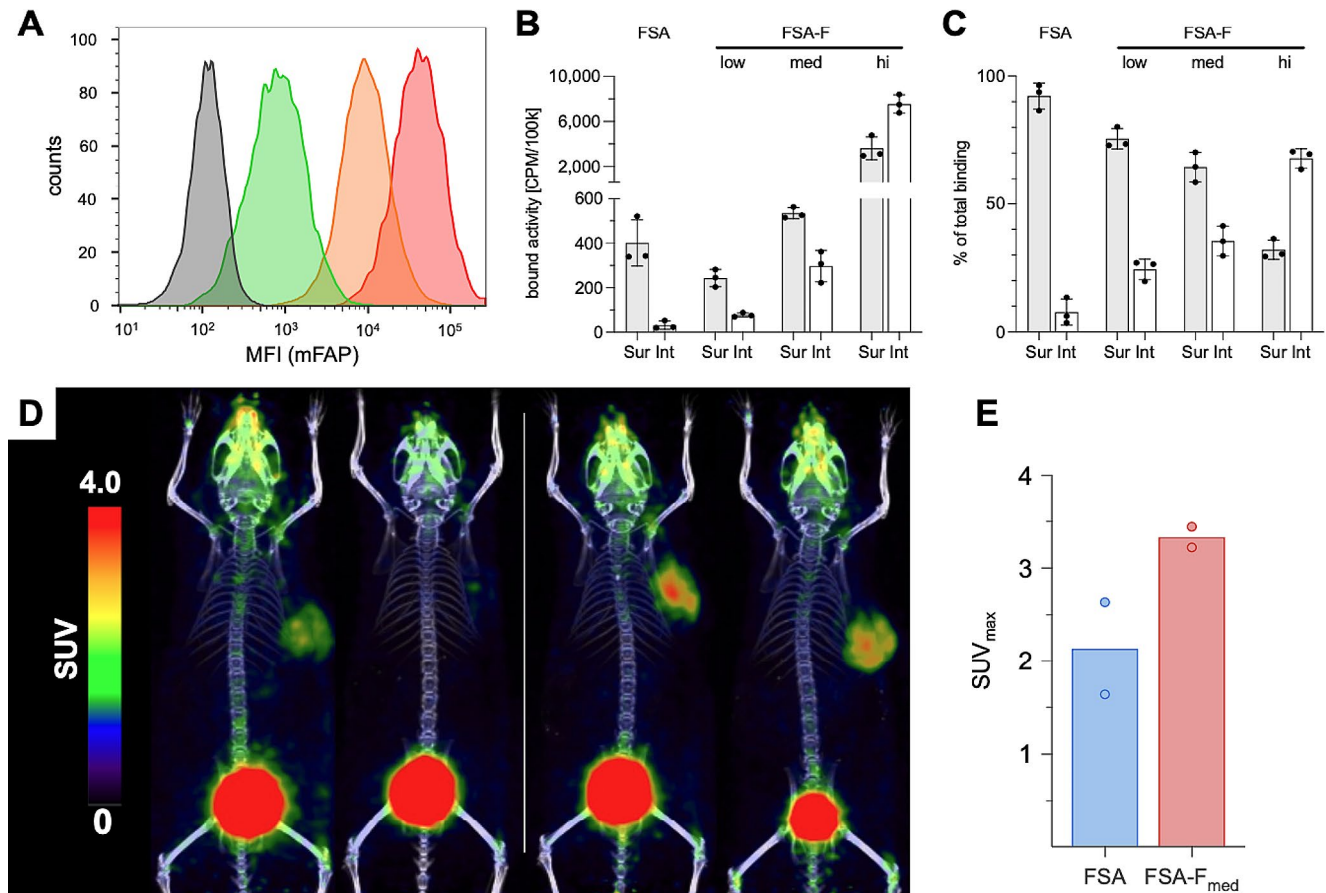 A
100
80
60
40
20
0
counts
10¹ 10² 10³ 10⁴ 10⁵
MFI (mFAP)
B
FSA FSA-F
low med hi
10,000
6,000
2,000
600
400
200
0
bound activity [CPM/100k]
Sur Int Sur Int Sur Int Sur Int
C
FSA FSA-F
low med hi
100
50
0
% of total binding
Sur Int Sur Int Sur Int Sur Int
D
4.0
SUV
0
E
4
3
2
1
SUVmax
FSA FSA-Fmed